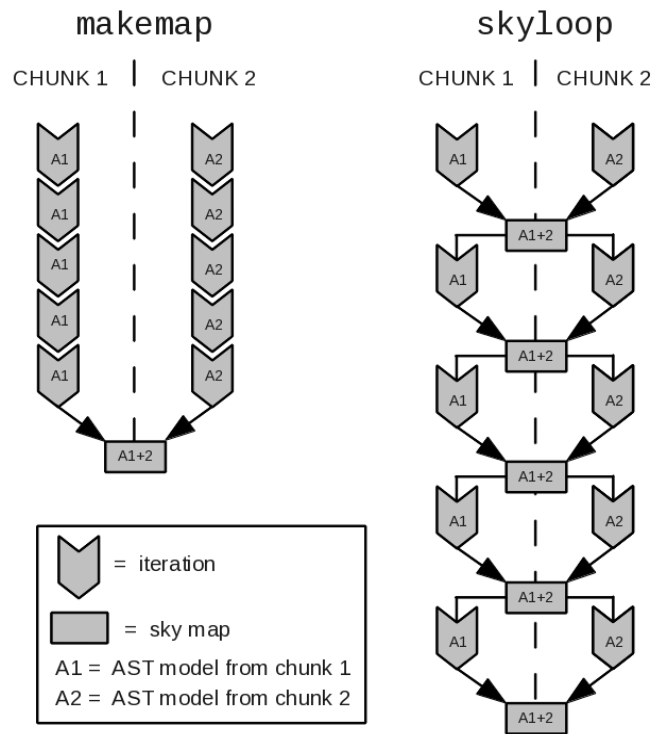 makemap
CHUNK 1 CHUNK 2
A1 A2
A1 A2
A1 A2
A1 A2
A1 A2
A1+2
= iteration
= sky map
A1 = AST model from chunk 1
A2 = AST model from chunk 2
skyloop
CHUNK 1 CHUNK 2
A1 A2
A1+2
A1 A2
A1+2
A1 A2
A1+2
A1 A2
A1+2
A1 A2
A1+2